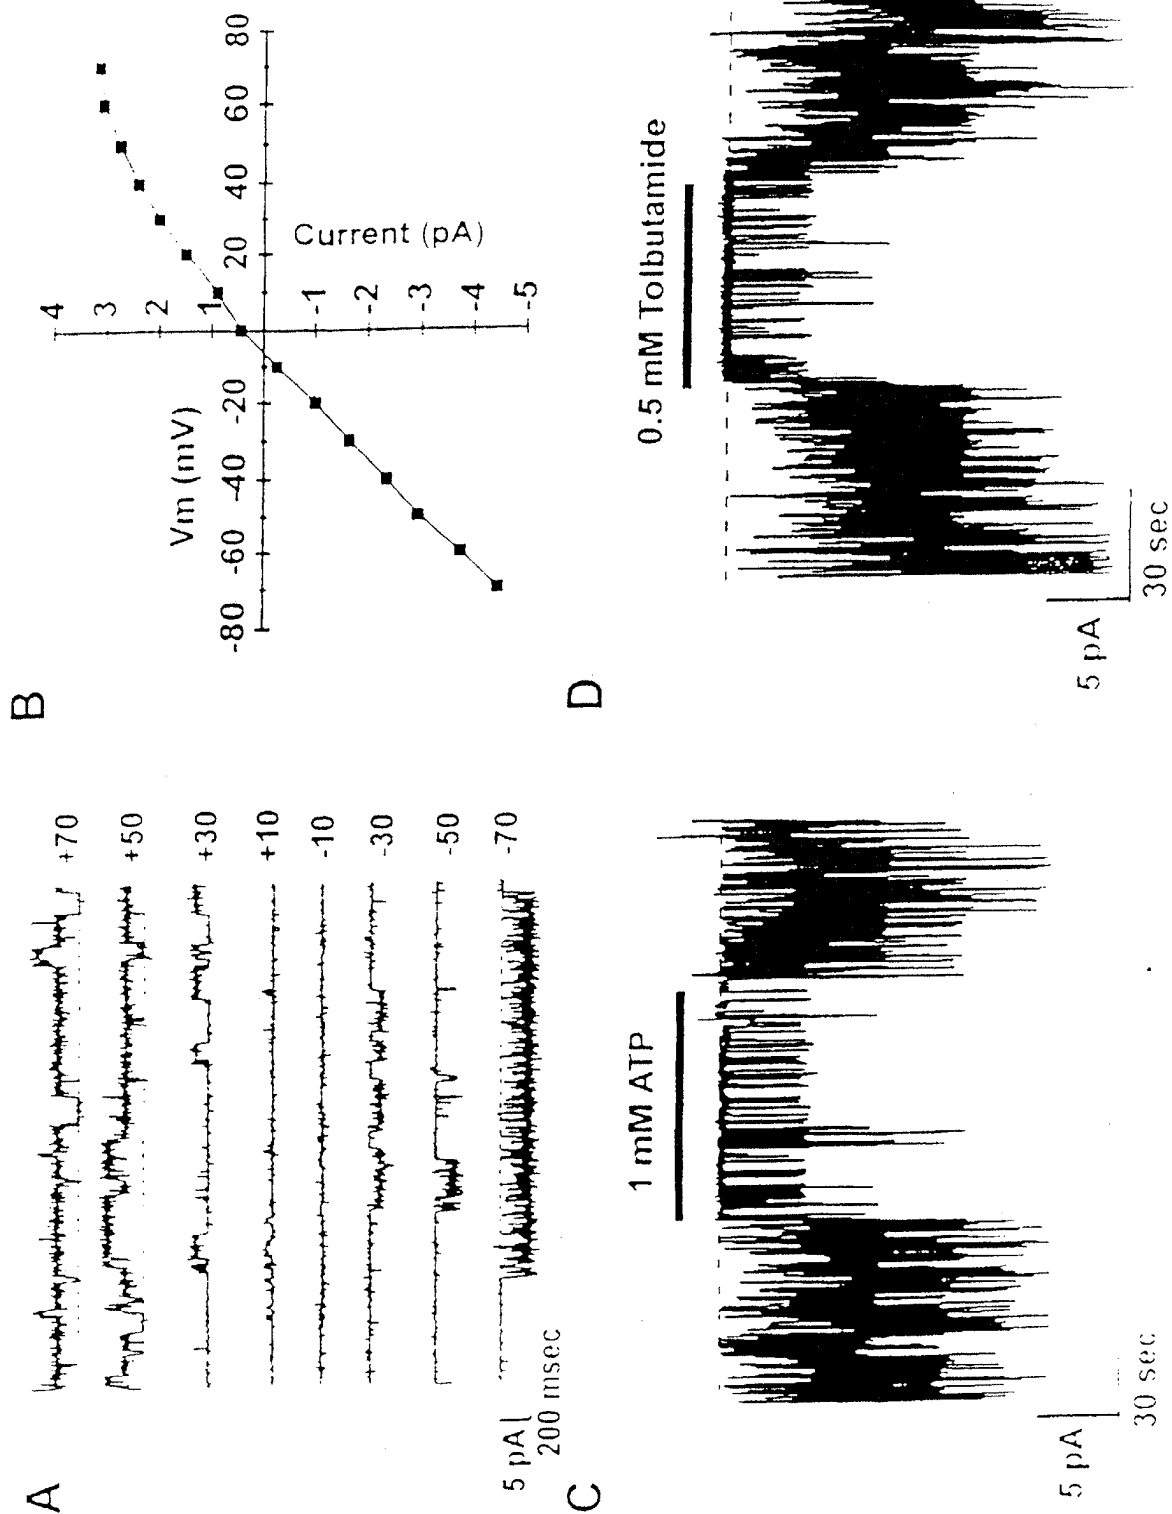 A
+70
+50
+30
+10
-10
-30
-50
-70
5 pA
200 msec
B
Vm (mV)
-80 -60 -40 -20 20 40 60 80
4
3
2
1
-1
-2
-3
-4
-5
Current (pA)
C
1 mM ATP
5 pA
30 sec
D
0.5 mM Tolbutamide
5 pA
30 sec